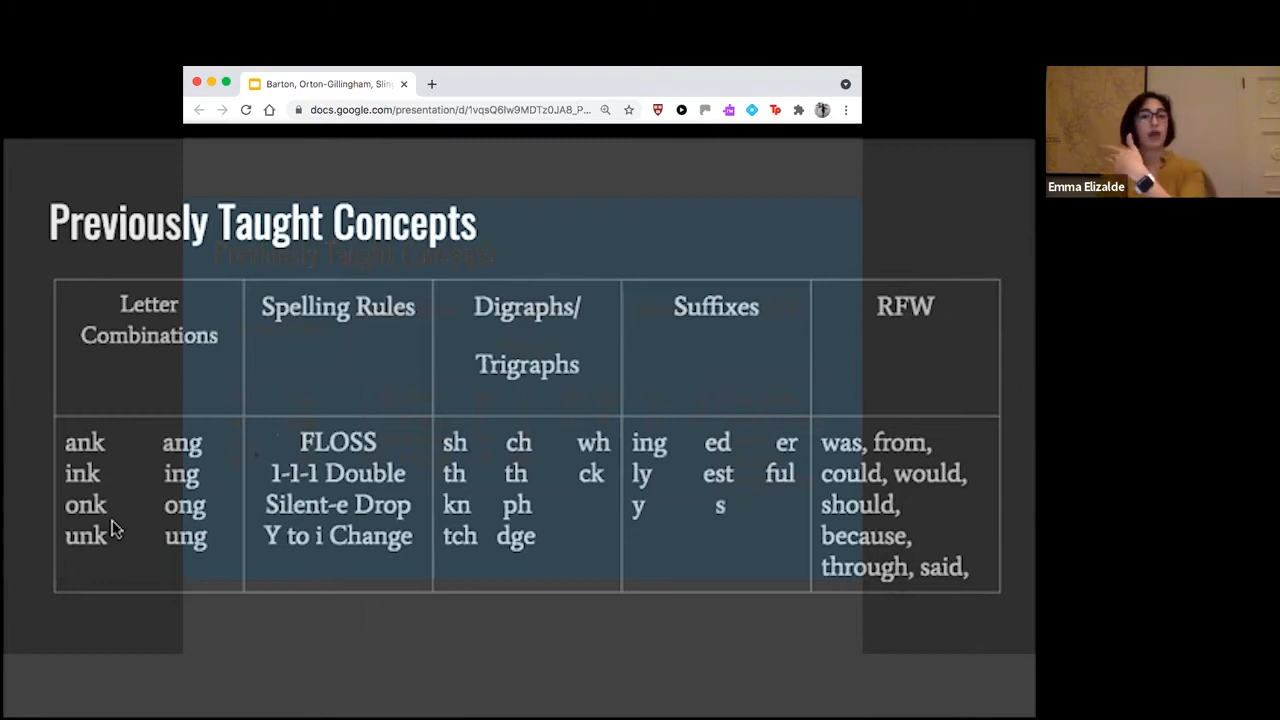 Barton, Orton-Gillingham, Slin
docs.google.com/presentation/d/1vqsQ6Iw9MDTz0JA8_P...
Emma Elizalde
Previously Taught Concepts
Letter Combinations
Spelling Rules
Digraphs/
Trigraphs
Suffixes
RFW
ank ang
ink ing
onk ong
unk ung
FLOSS
1-1-1 Double
Silent-e Drop
Y to i Change
sh ch wh
th th ck
kn ph
tch dge
ing ed er
ly est ful
y s
was, from,
could, would,
should,
because,
through, said,